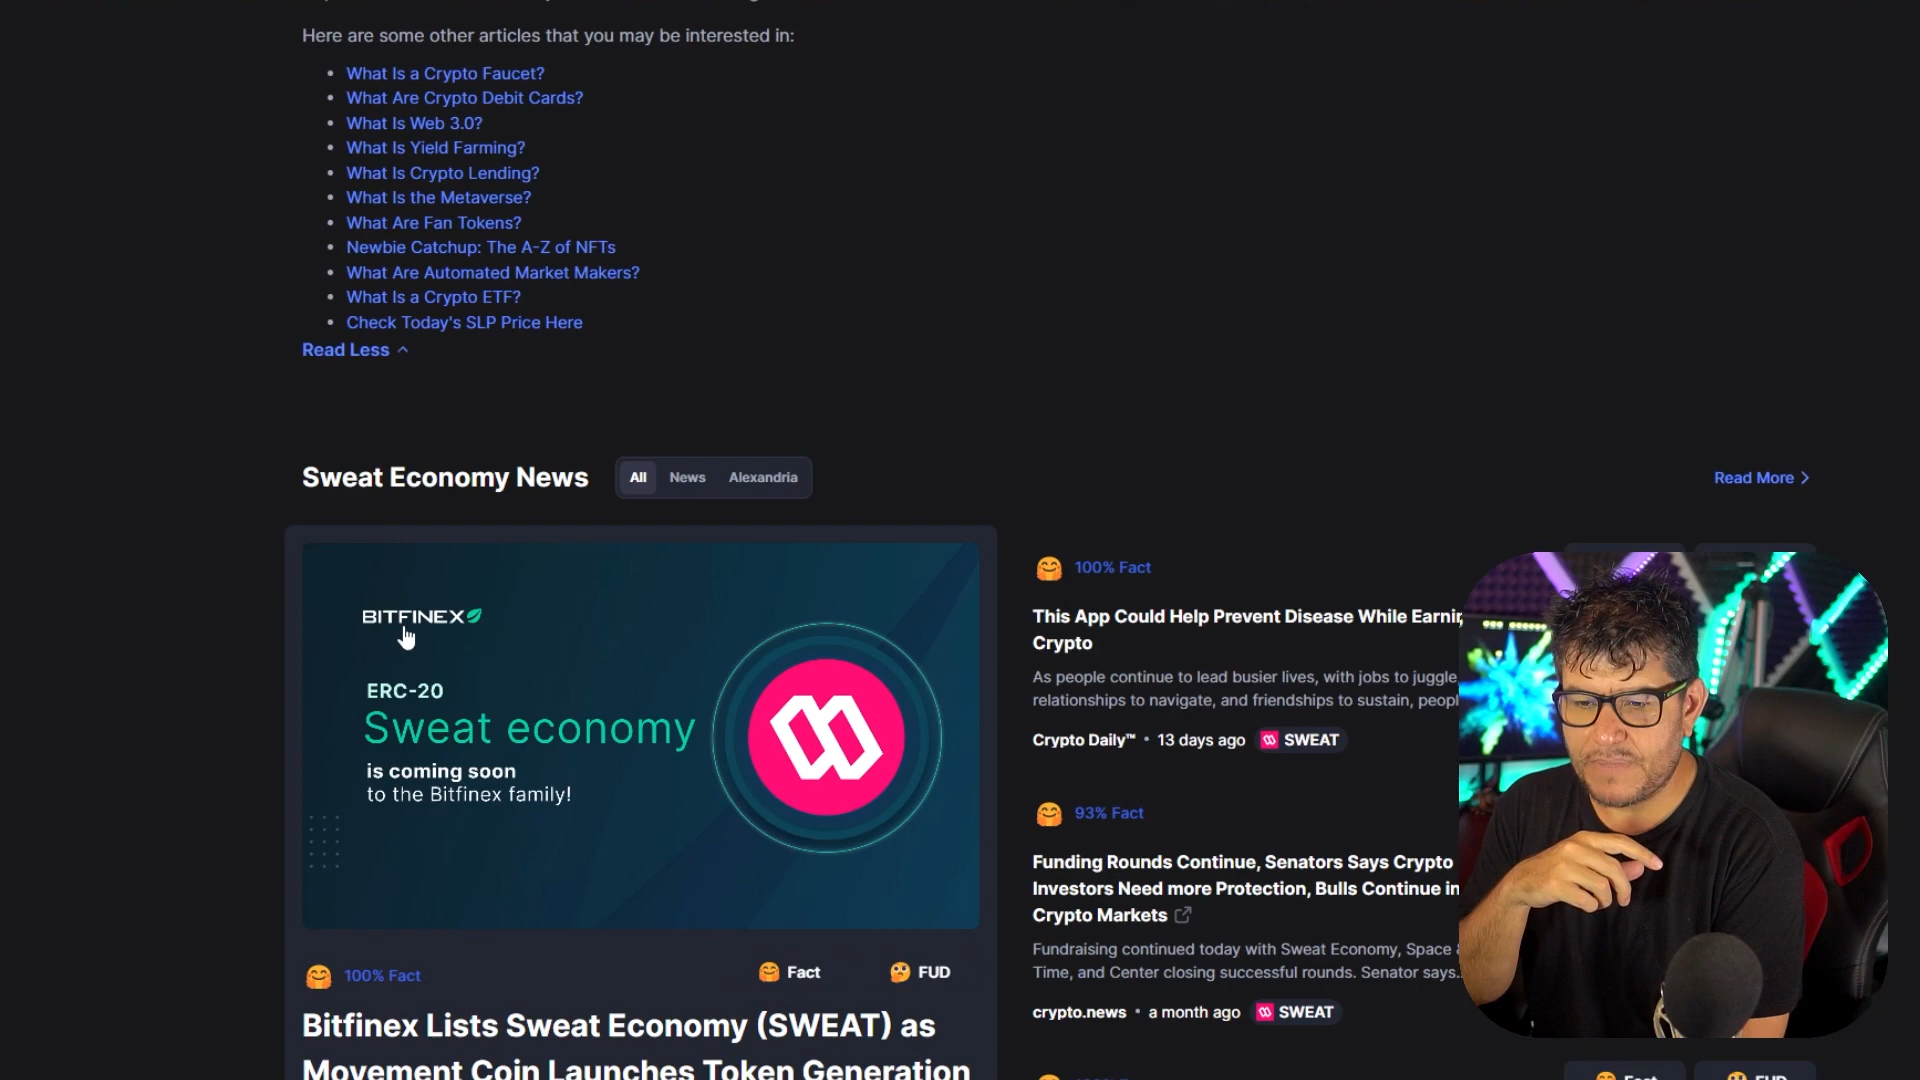 Here are some other articles that you may be interested in:
What Is a Crypto Faucet?
What Are Crypto Debit Cards?
What Is Web 3.0?
What Is Yield Farming?
What Is Crypto Lending?
What Is the Metaverse?
What Are Fan Tokens?
Newbie Catchup: The A-Z of NFTs
What Are Automated Market Makers?
What Is a Crypto ETF?
Check Today's SLP Price Here
Read Less
Sweat Economy News
All
News
Alexandria
Read More
BITFINEX
ERC-20
Sweat economy
is coming soon
to the Bitfinex family!
100% Fact
Fact
FUD
Bitfinex Lists Sweat Economy (SWEAT) as
Movement Coin Launches Token Generation
100% Fact
This App Could Help Prevent Disease While
Crypto
As people continue to lead busier lives, with jobs to juggle
relationships to navigate, and friendships to sustain,
Crypto Daily™ • 13 days ago
SWEAT
93% Fact
Funding Rounds Continue, Senators Says Crypto
Investors Need more Protection, Bulls Continue in
Crypto Markets
Fundraising continued today with Sweat Economy, Space
Time, and Center closing successful rounds. Senator says...
crypto.news • a month ago
SWEAT
Fact
FUD